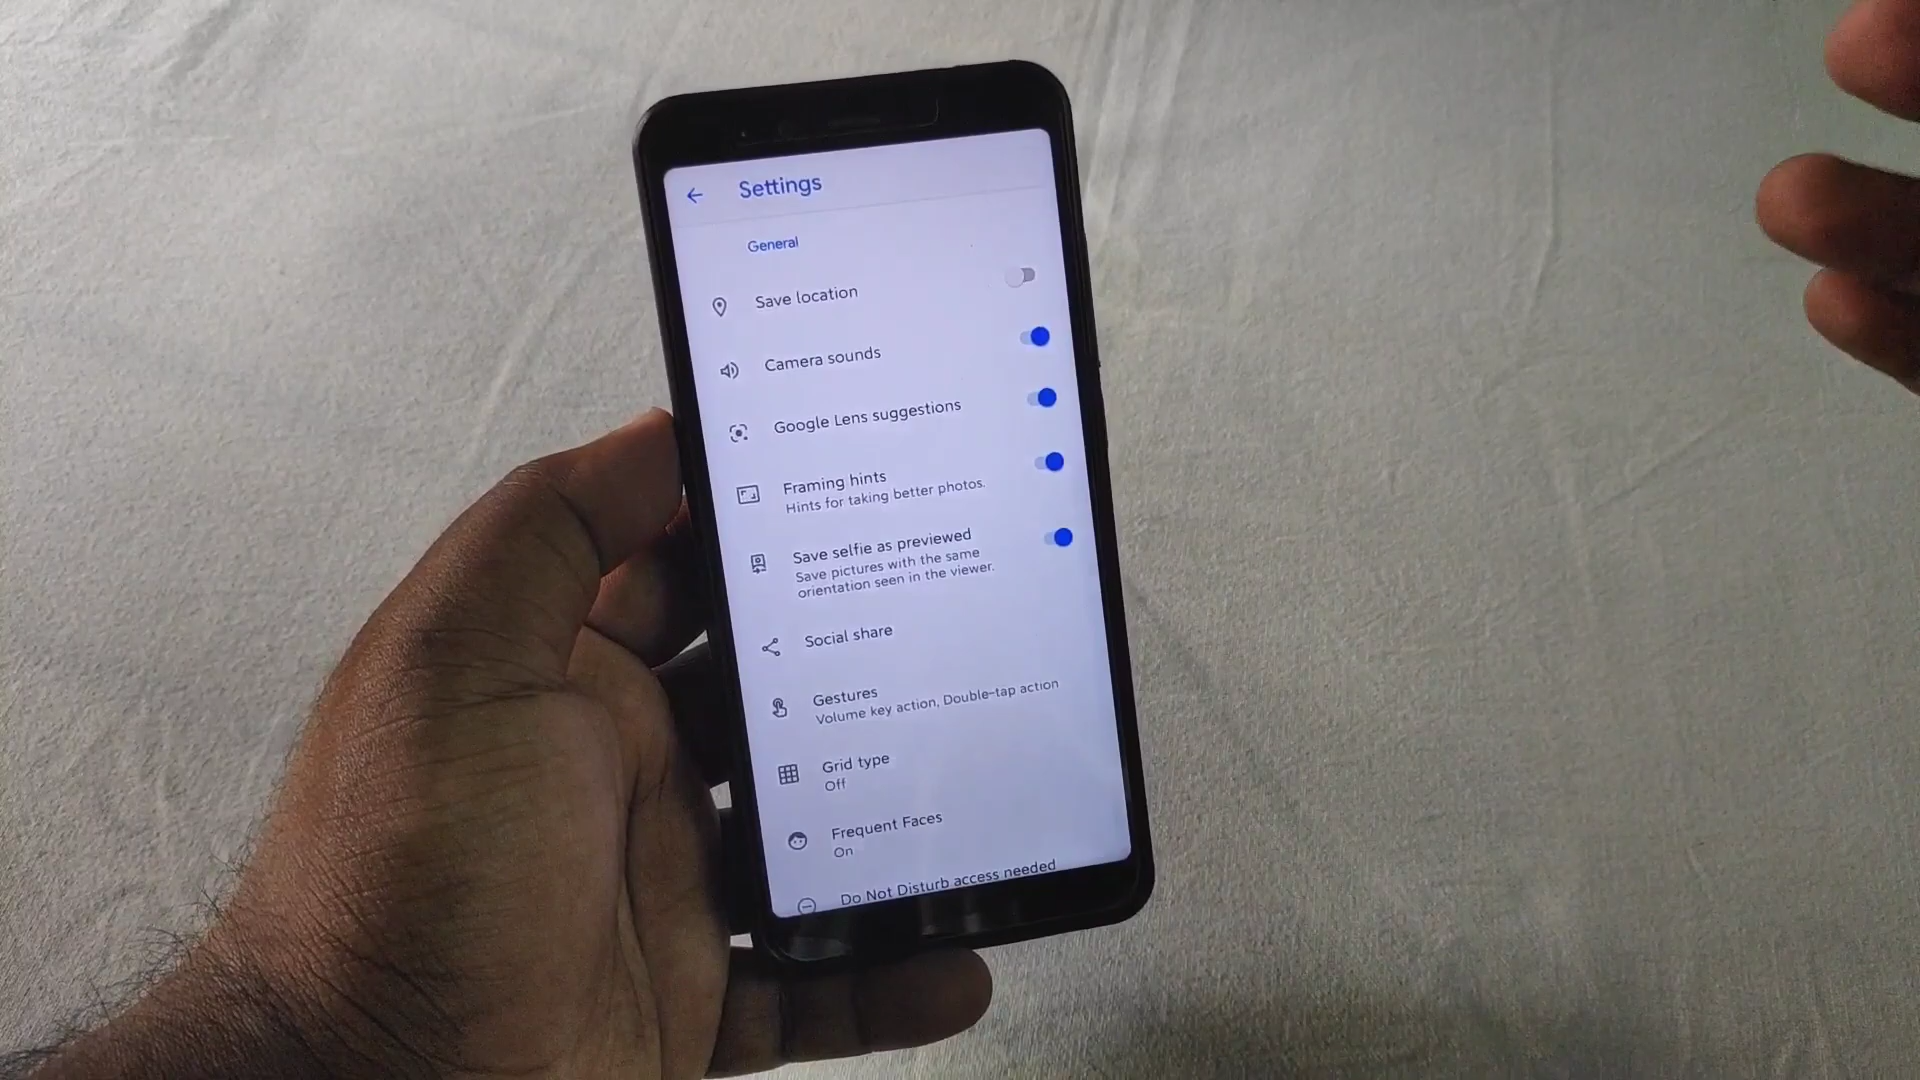 Settings
General
Save location
Camera sounds
Google Lens suggestions
Framing hints
Hints for taking better photos.
Save selfie as previewed
Save pictures with the same
orientation seen in the viewer.
Social share
Gestures
Volume key action, Double-tap action
Grid type
Off
Frequent Faces
On
Do Not Disturb access needed